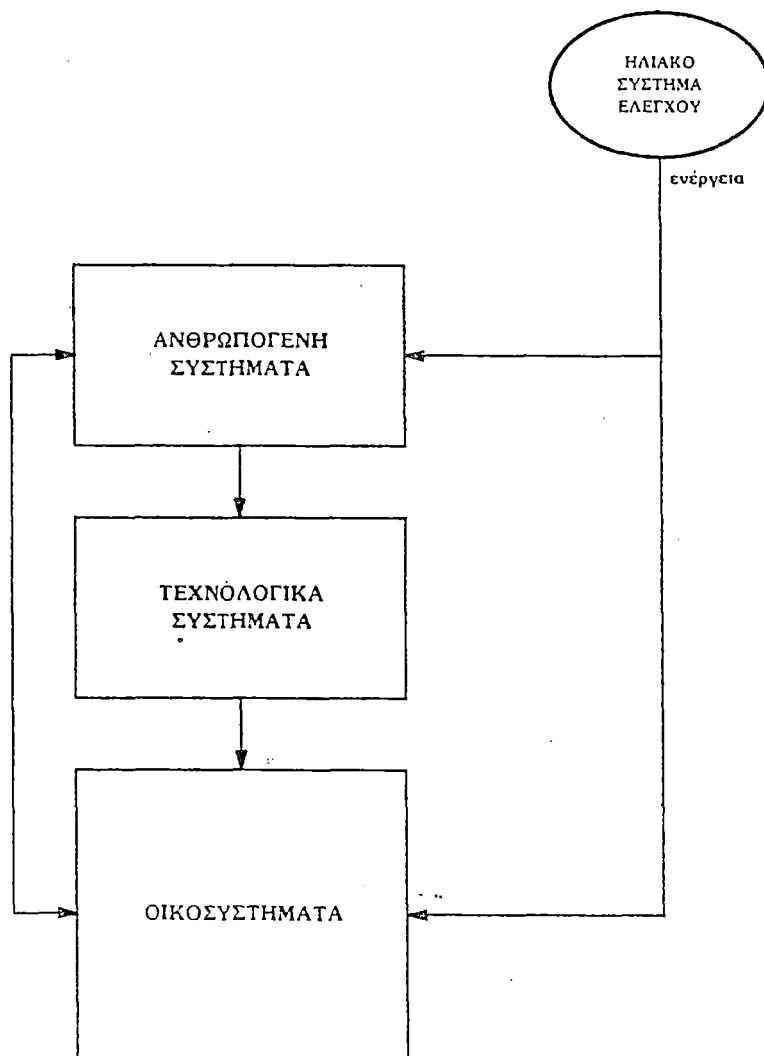 ΗΛΙΑΚΟ
ΣΥΣΤΗΜΑ
ΕΛΕΓΧΟΥ
ενέργεια
ΑΝΘΡΩΠΟΓΕΝΗ
ΣΥΣΤΗΜΑΤΑ
ΤΕΧΝΟΛΟΓΙΚΑ
ΣΥΣΤΗΜΑΤΑ
ΟΙΚΟΣΥΣΤΗΜΑΤΑ